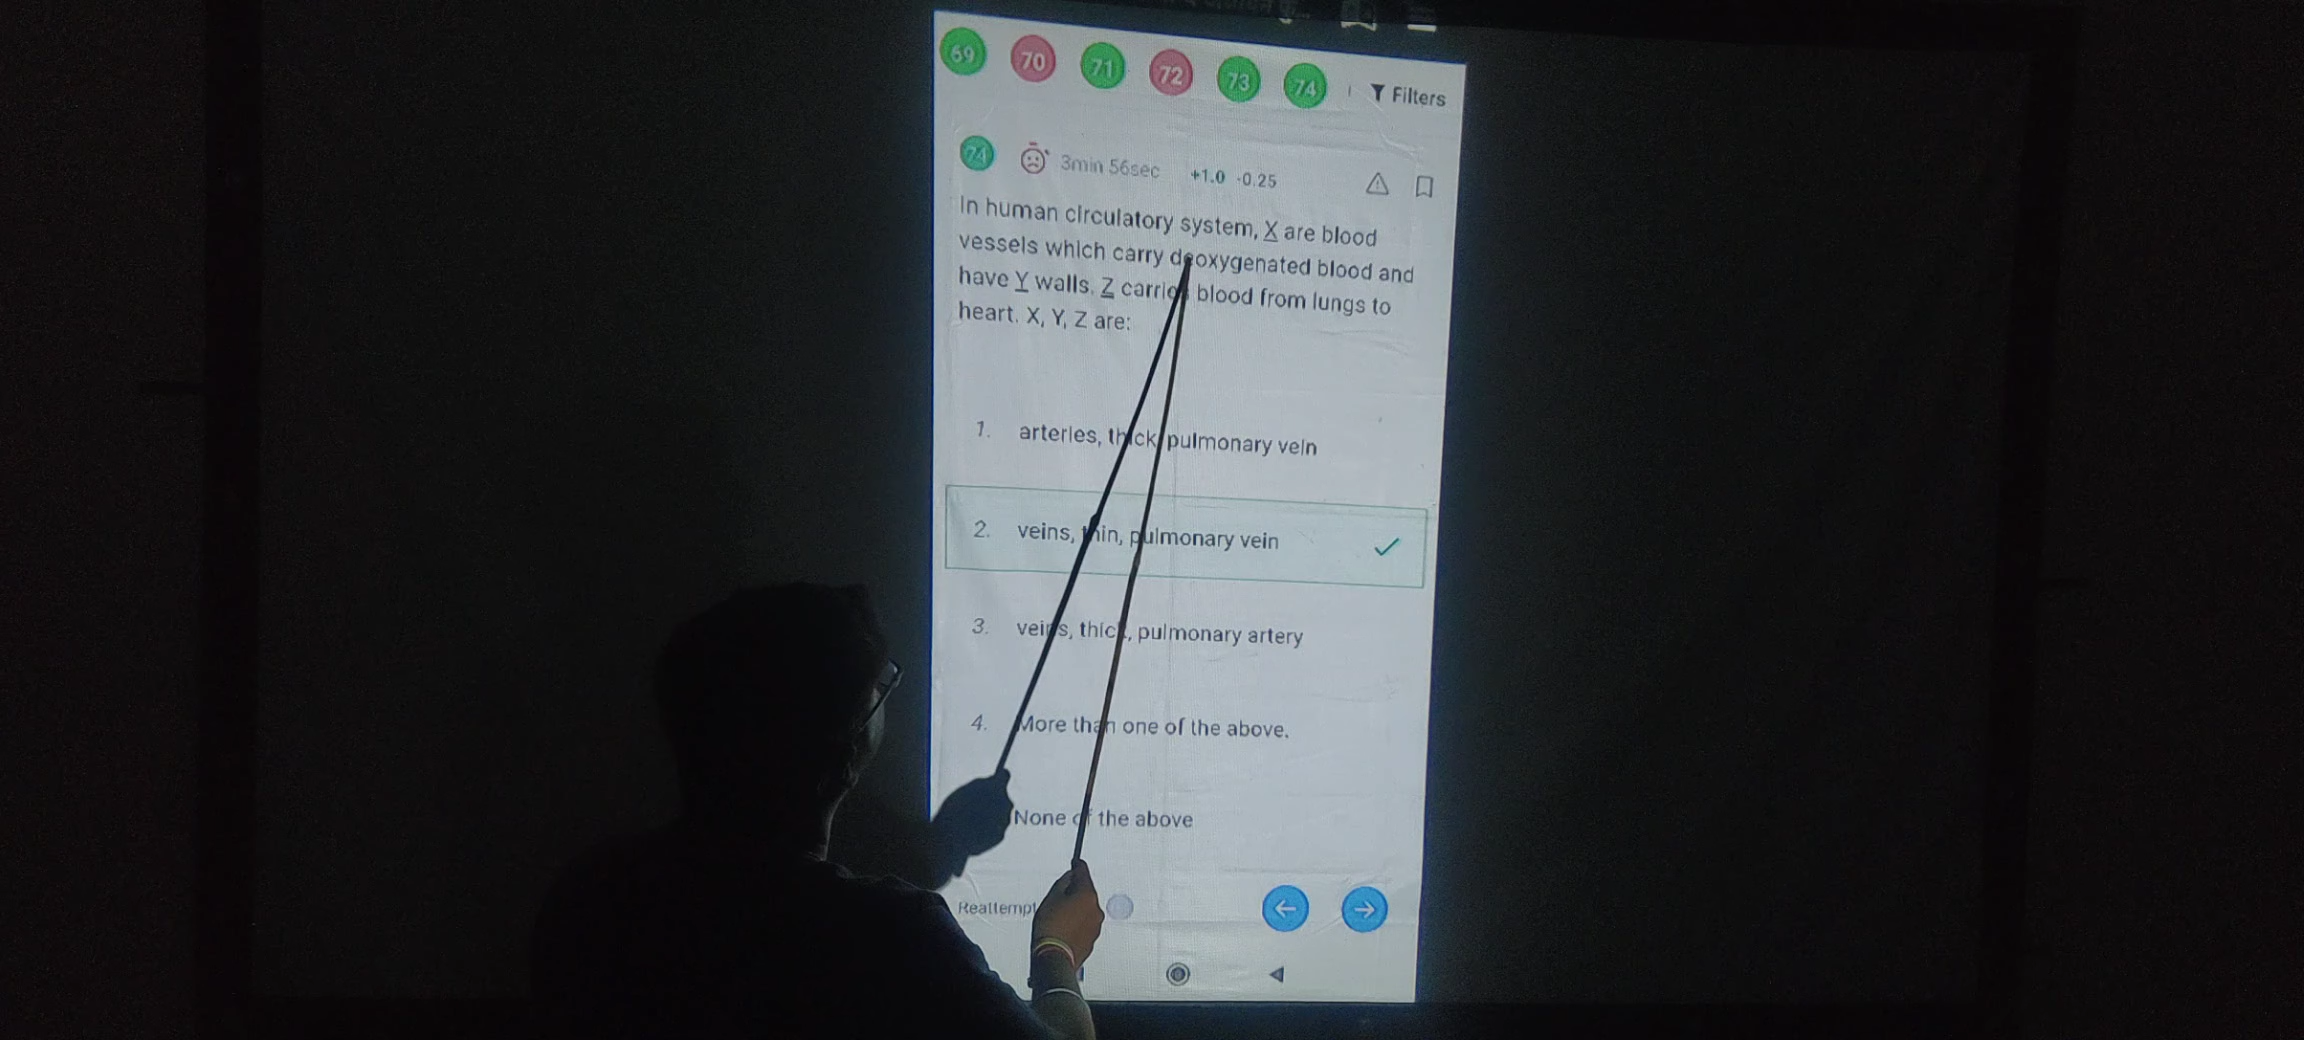 69 70 71 72 73 74 Filters
74 3min 56sec +1.0 -0.25
In human circulatory system, X are blood
vessels which carry deoxygenated blood and
have Y walls. Z carries blood from lungs to
heart. X, Y, Z are:
1. arteries, thick, pulmonary vein
2. veins, thin, pulmonary vein
3. veins, thick, pulmonary artery
4. More than one of the above.
None of the above
Reattempt